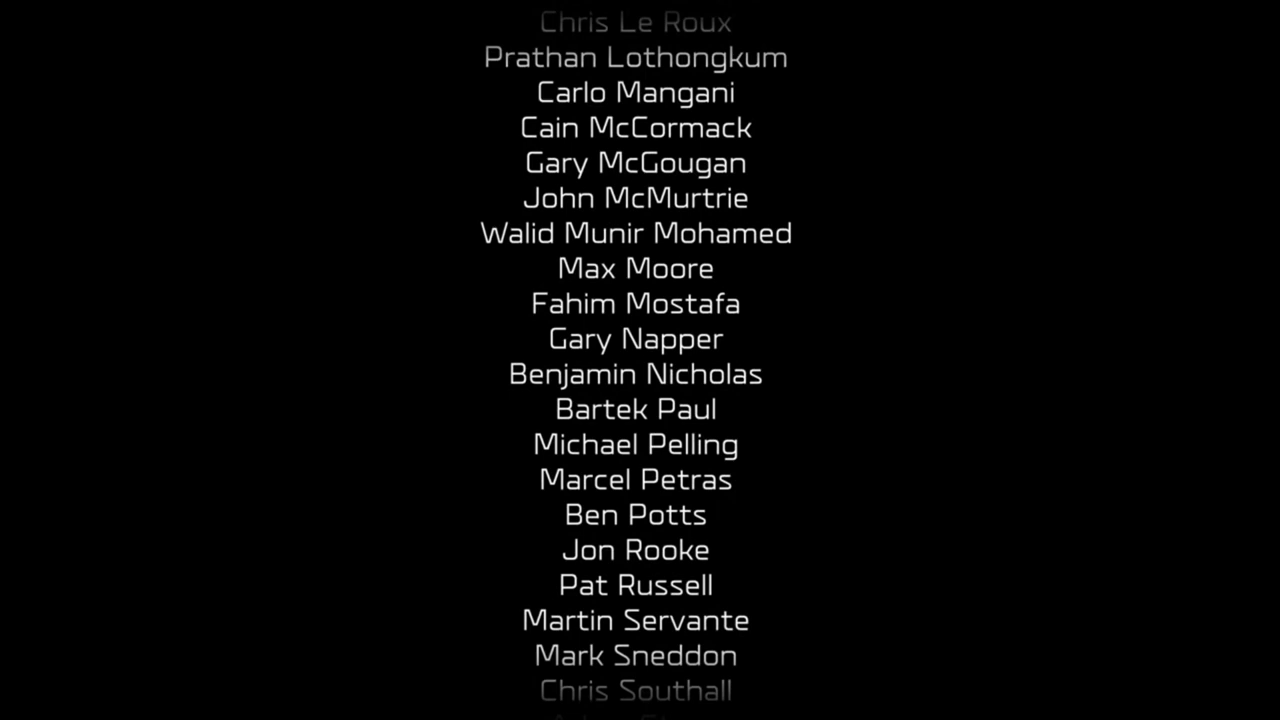 Chris Le Roux
Prathan Lothongkum
Carlo Mangani
Cain McCormack
Gary McGougan
John McMurtrie
Walid Munir Mohamed
Max Moore
Fahim Mostafa
Gary Napper
Benjamin Nicholas
Bartek Paul
Michael Pelling
Marcel Petras
Ben Potts
Jon Rooke
Pat Russell
Martin Servante
Mark Sneddon
Chris Southall